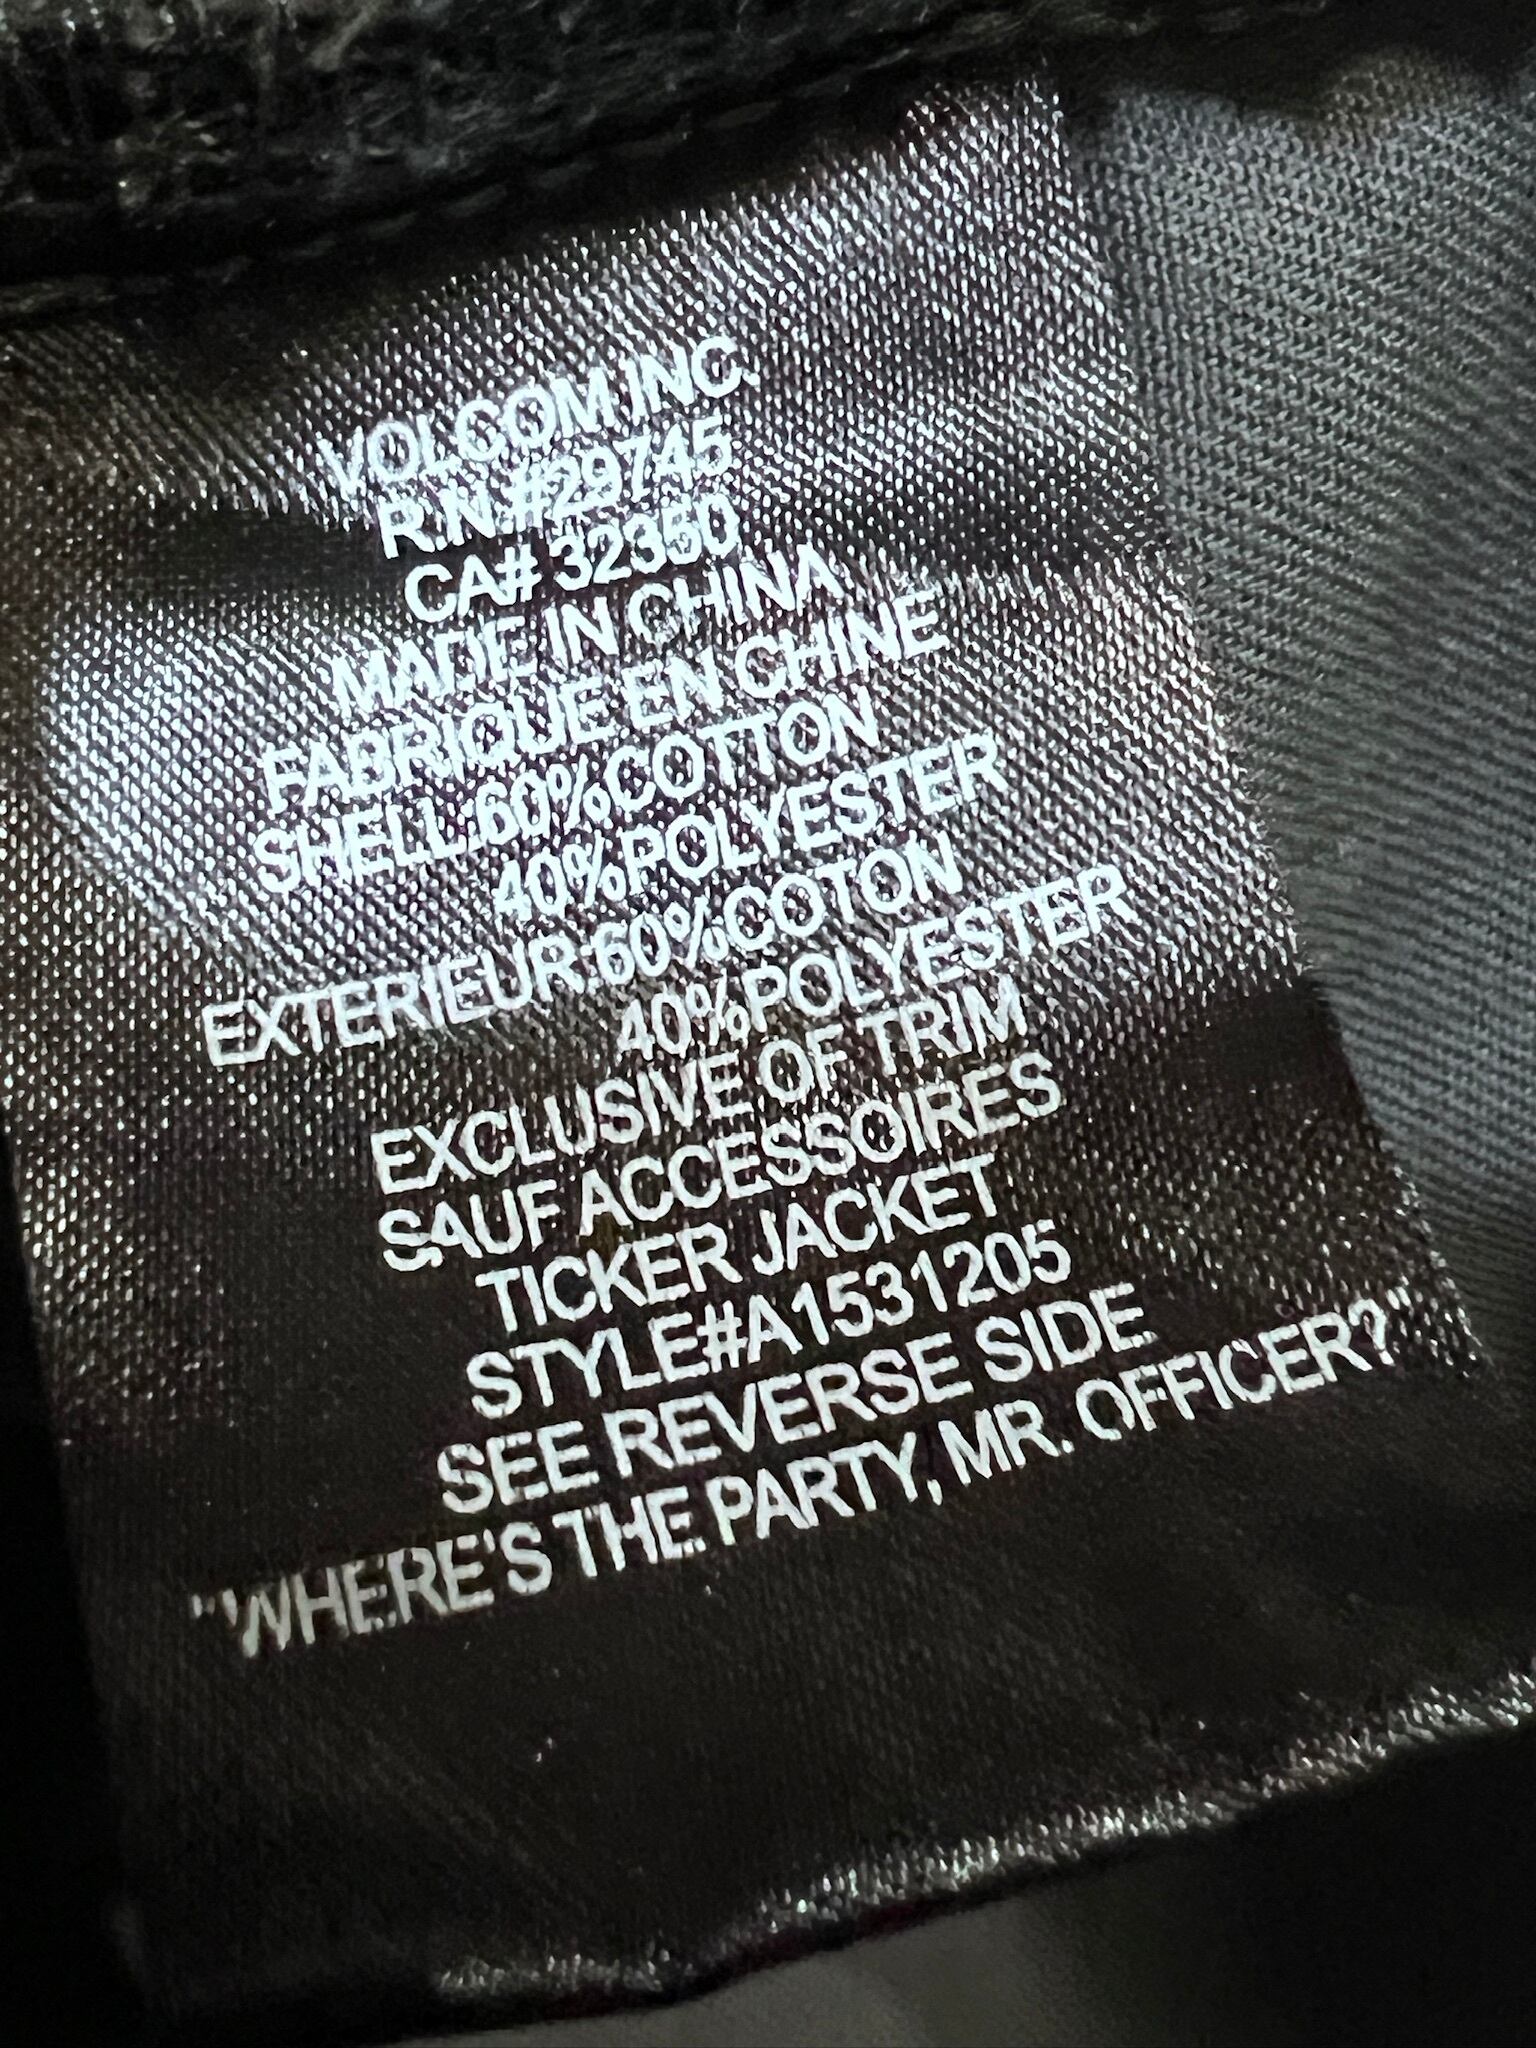 VOLCOM INC.
R.N.#29745
CA# 32350
MADE IN CHINA
FABRIQUE EN CHINE
SHELL:60%COTTON
40%POLYESTER
EXTERIEUR:60%COTON
40%POLYESTER
EXCLUSIVE OF TRIM
SAUF ACCESSOIRES
TICKER JACKET
STYLE#A1531205
SEE REVERSE SIDE
"WHERE'S THE PARTY, MR. OFFICER?"